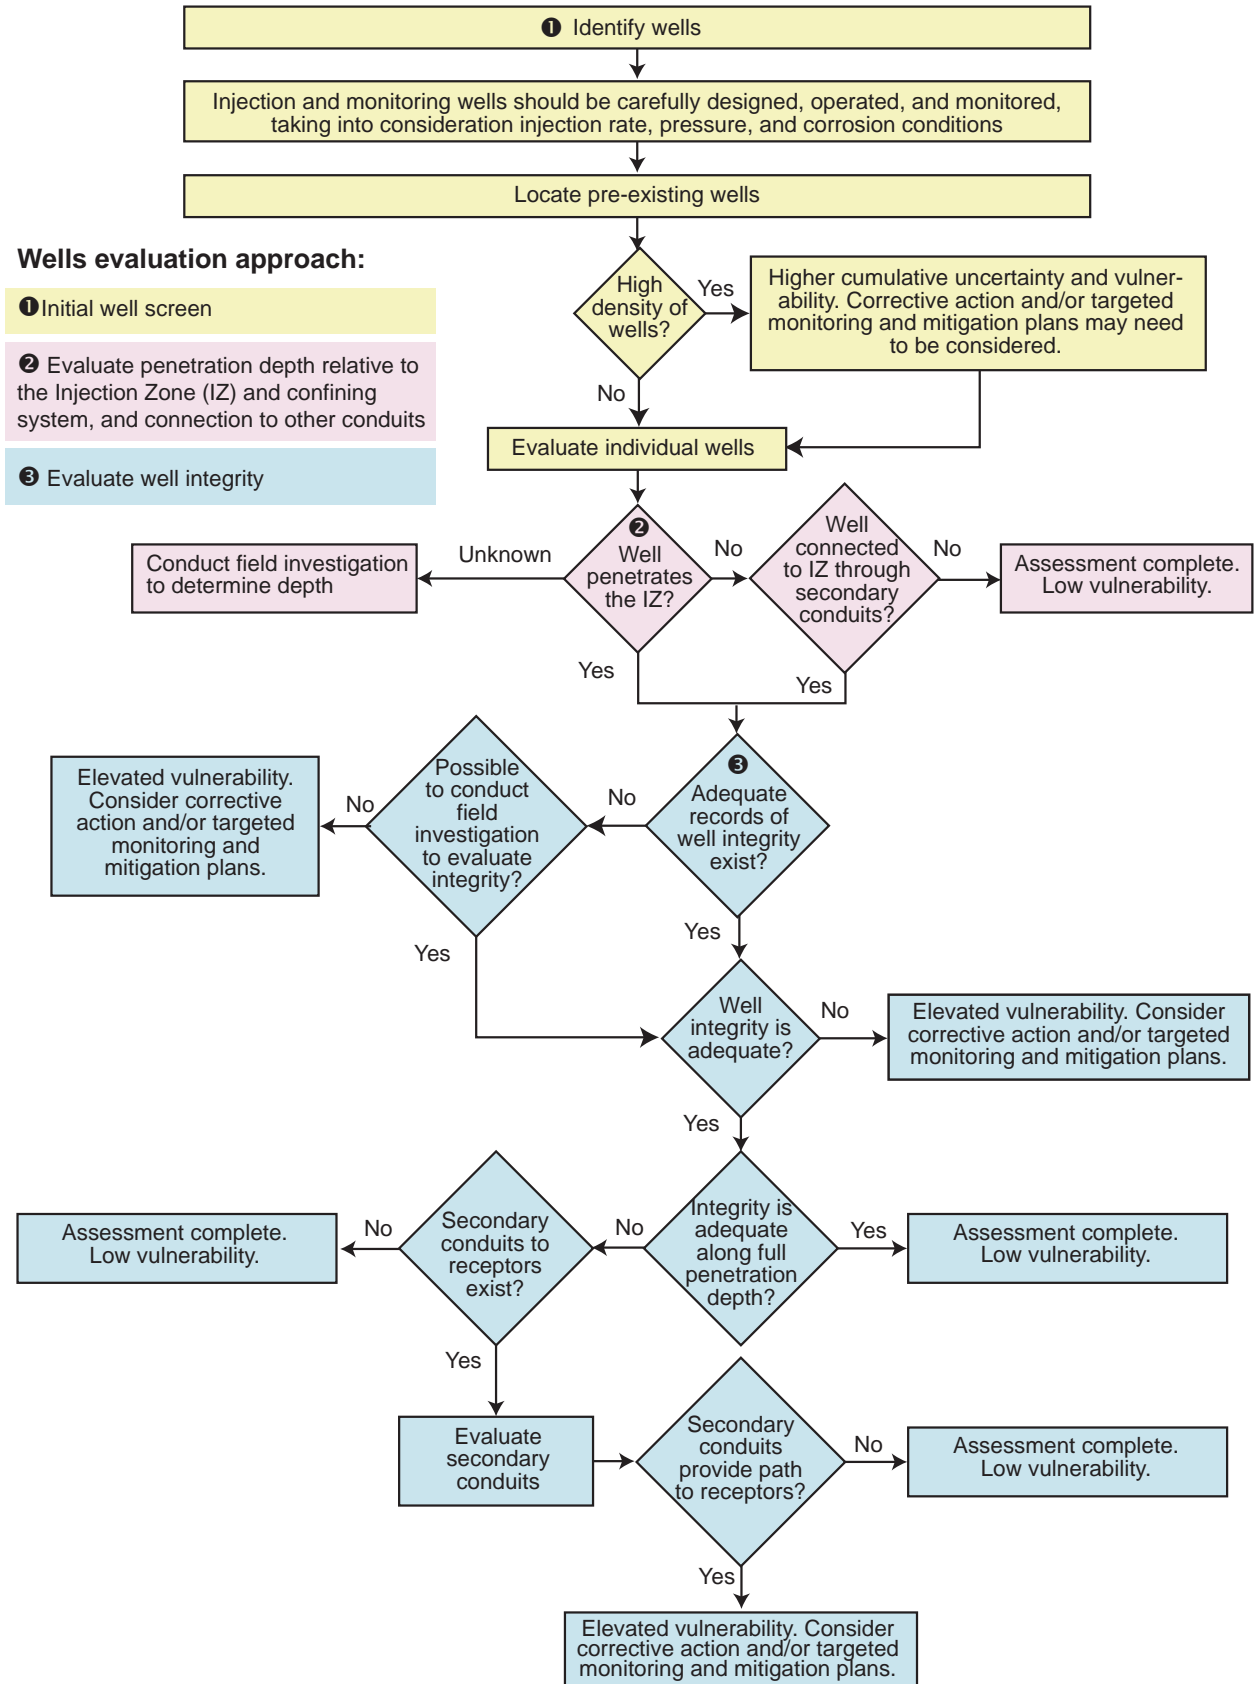 ❶ Identify wells
Injection and monitoring wells should be carefully designed, operated, and monitored,
taking into consideration injection rate, pressure, and corrosion conditions
Locate pre-existing wells
Wells evaluation approach:
❶Initial well screen
❷ Evaluate penetration depth relative to
the Injection Zone (IZ) and confining
system, and connection to other conduits
❸ Evaluate well integrity
High
density of
wells?
Yes
Higher cumulative uncertainty and vulner-
ability. Corrective action and/or targeted
monitoring and mitigation plans may need
to be considered.
No
Evaluate individual wells
❷
Well
penetrates
the IZ?
Unknown
Conduct field investigation
to determine depth
No
Well
connected
to IZ through
secondary
conduits?
No
Assessment complete.
Low vulnerability.
Yes
Yes
❸
Adequate
records of
well integrity
exist?
No
Possible
to conduct
field
investigation
to evaluate
integrity?
No
Elevated vulnerability.
Consider corrective
action and/or targeted
monitoring and
mitigation plans.
Yes
Yes
Well
integrity is
adequate?
No
Elevated vulnerability. Consider
corrective action and/or targeted
monitoring and mitigation plans.
Yes
Integrity is
adequate
along full
penetration
depth?
Yes
Assessment complete.
Low vulnerability.
No
Secondary
conduits to
receptors
exist?
No
Assessment complete.
Low vulnerability.
Yes
Evaluate
secondary
conduits
Secondary
conduits
provide path
to receptors?
No
Assessment complete.
Low vulnerability.
Yes
Elevated vulnerability. Consider
corrective action and/or targeted
monitoring and mitigation plans.